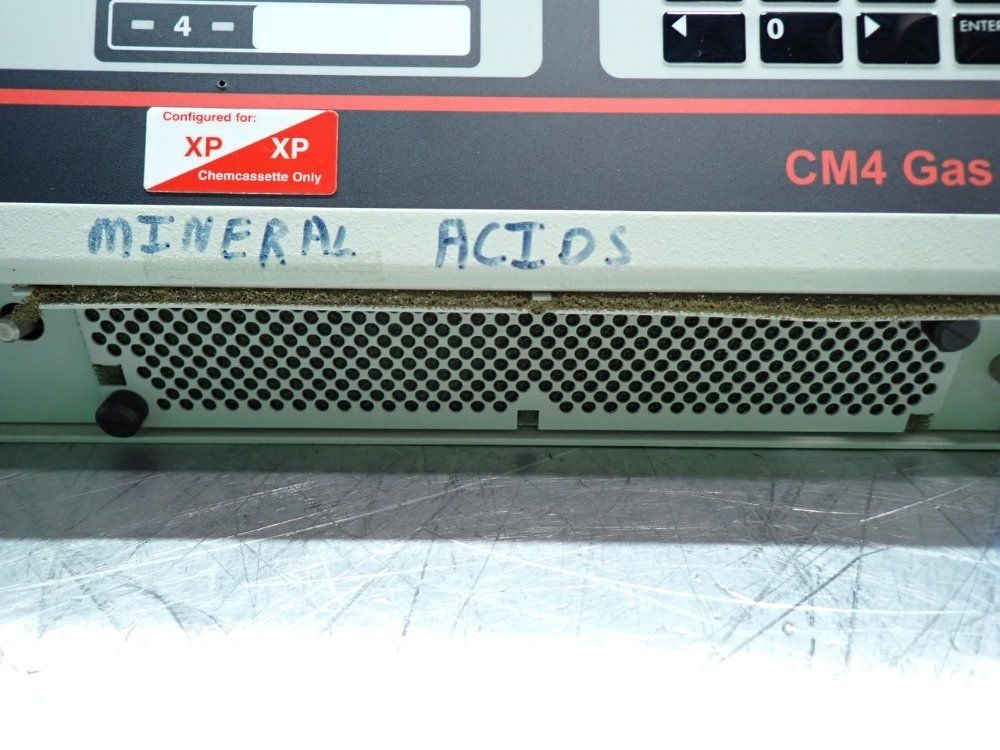 - 4 -
0
ENTER
Configured for:
XP XP
Chemcassette Only
CM4 Gas
MINERAL ACIDS